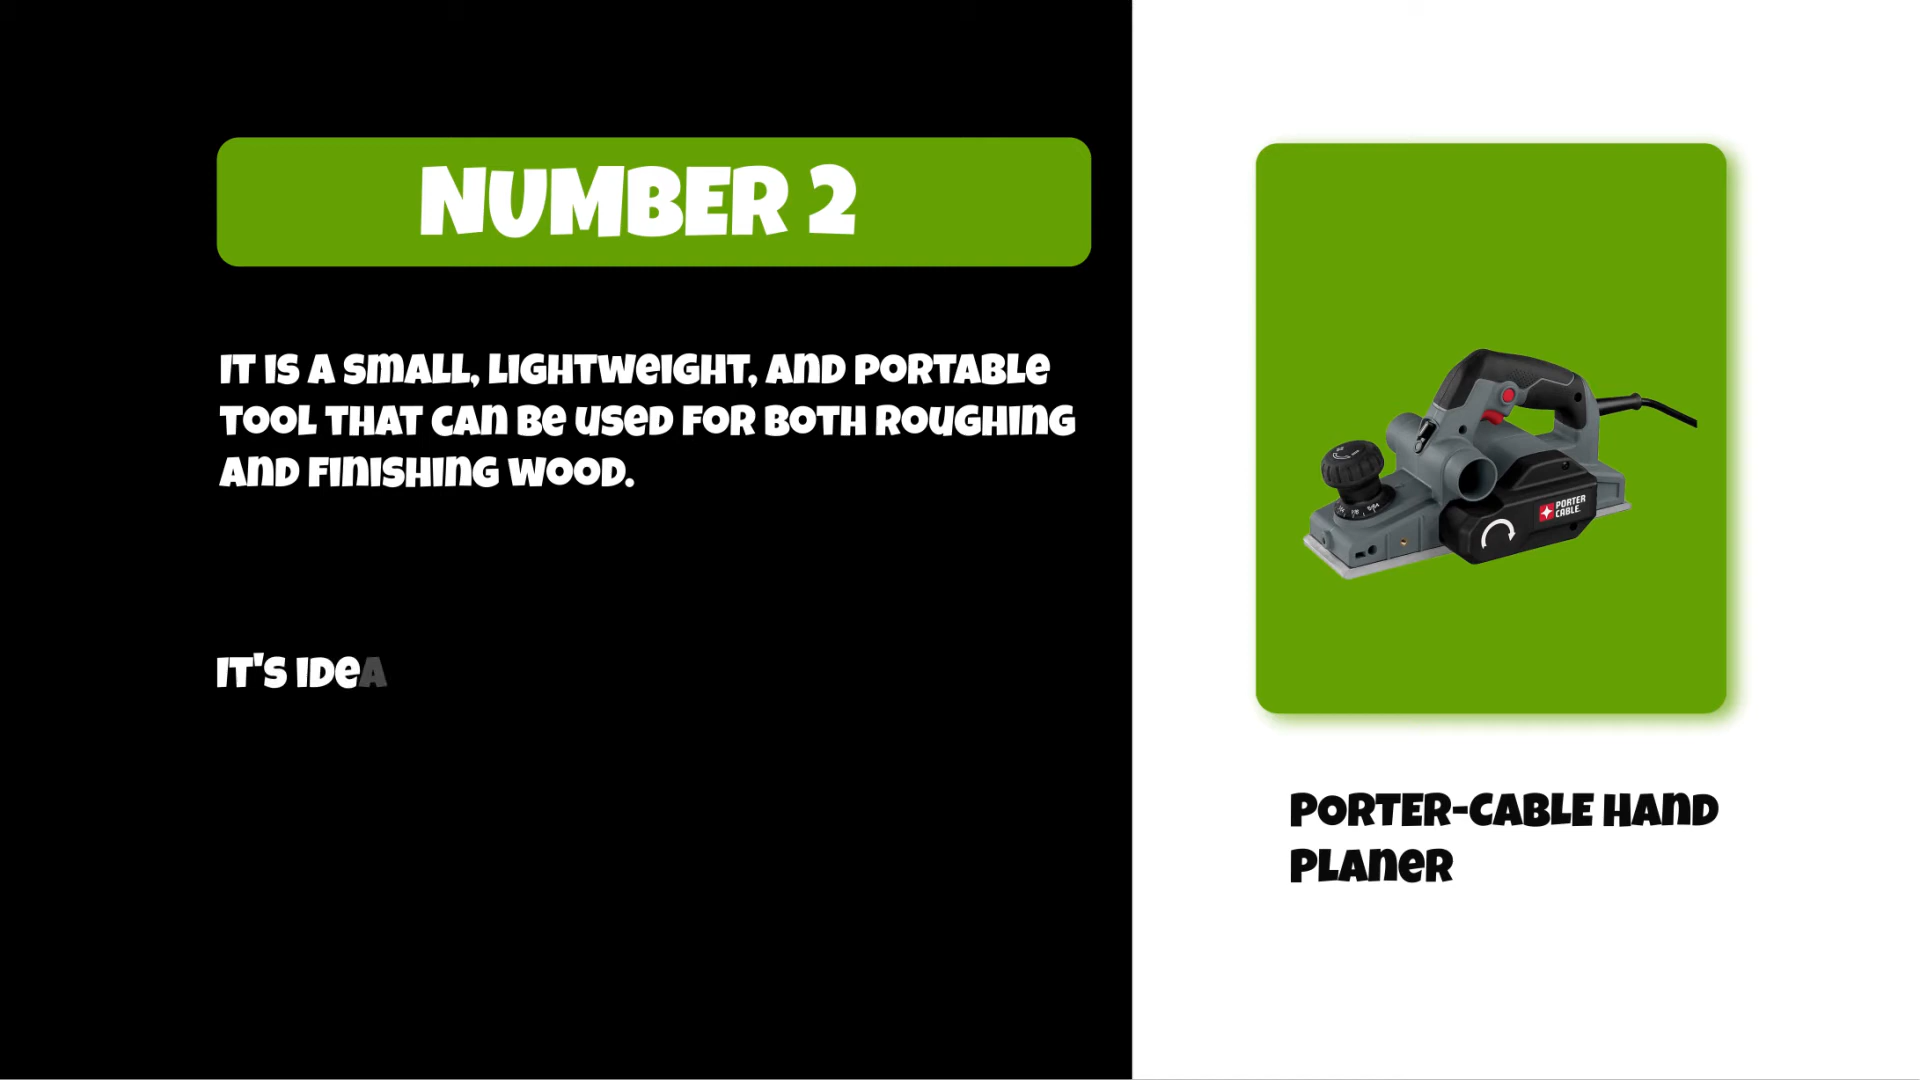 NUMBER 2
IT IS A SMALL, LIGHTWEIGHT, AND PORTABLE
TOOL THAT CAN BE USED FOR BOTH ROUGHING
AND FINISHING WOOD.
IT'S IDEA
PORTER
CABLE
PORTER-CABLE HAND
PLANER